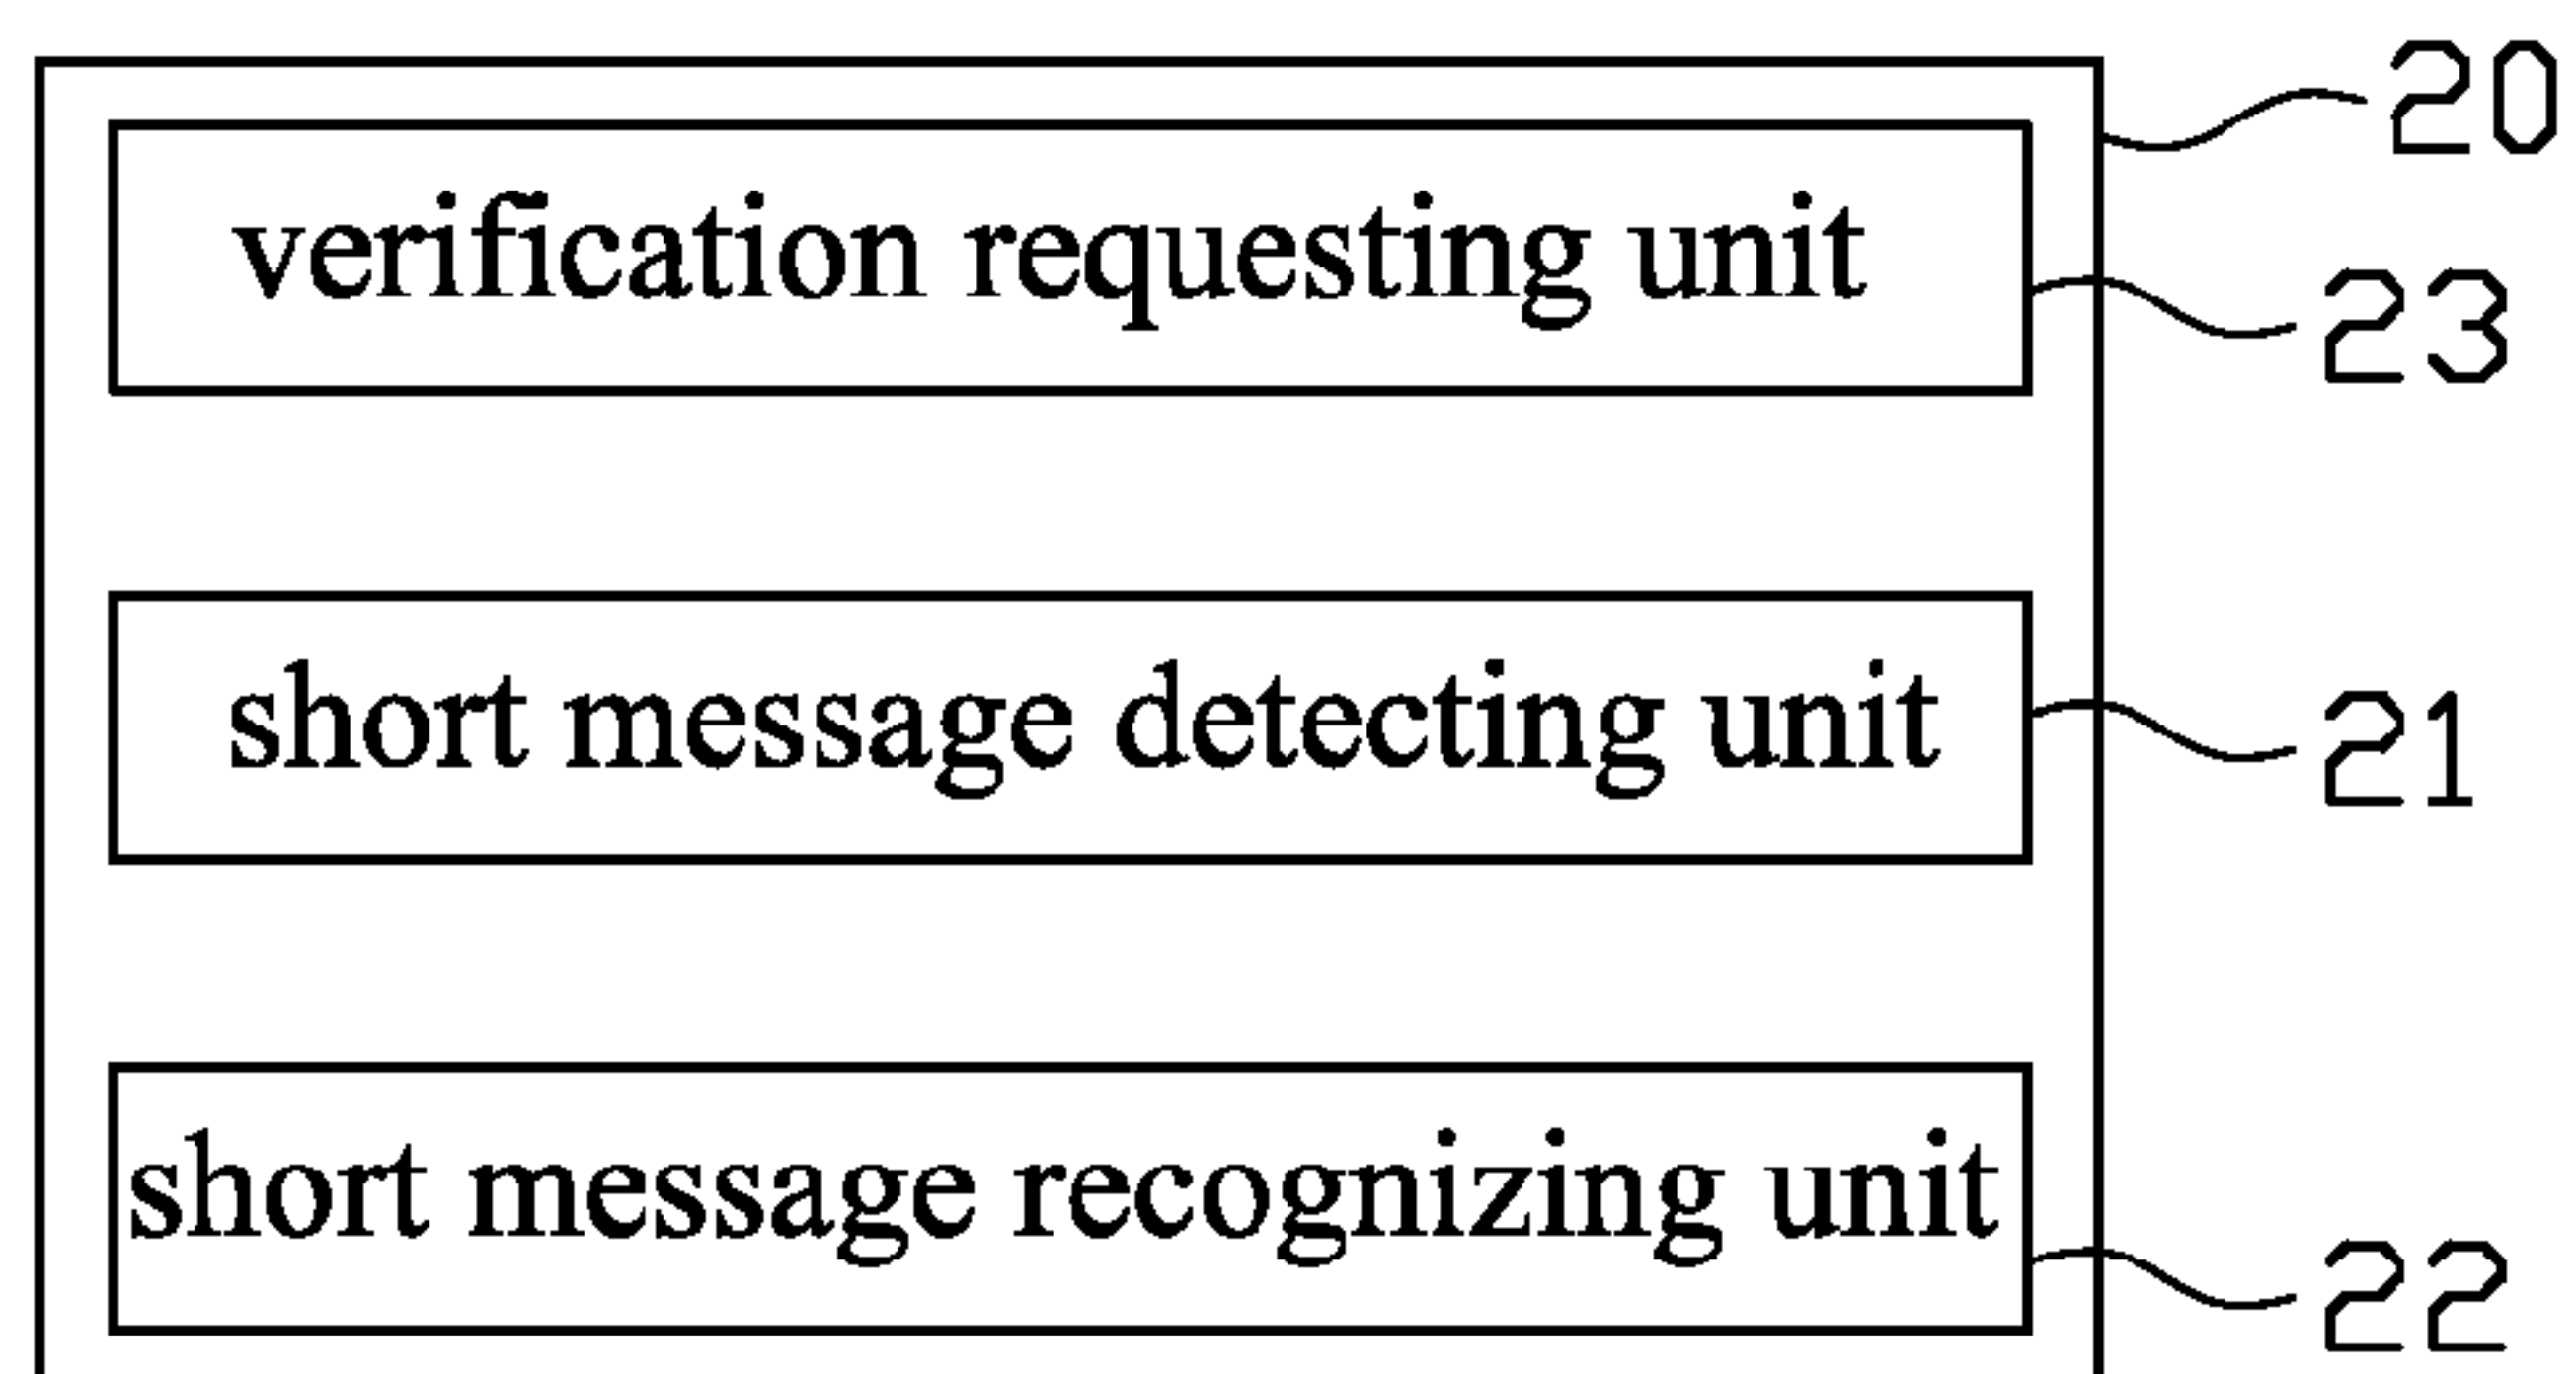 20
verification requesting unit
23
short message detecting unit
21
short message recognizing unit
22